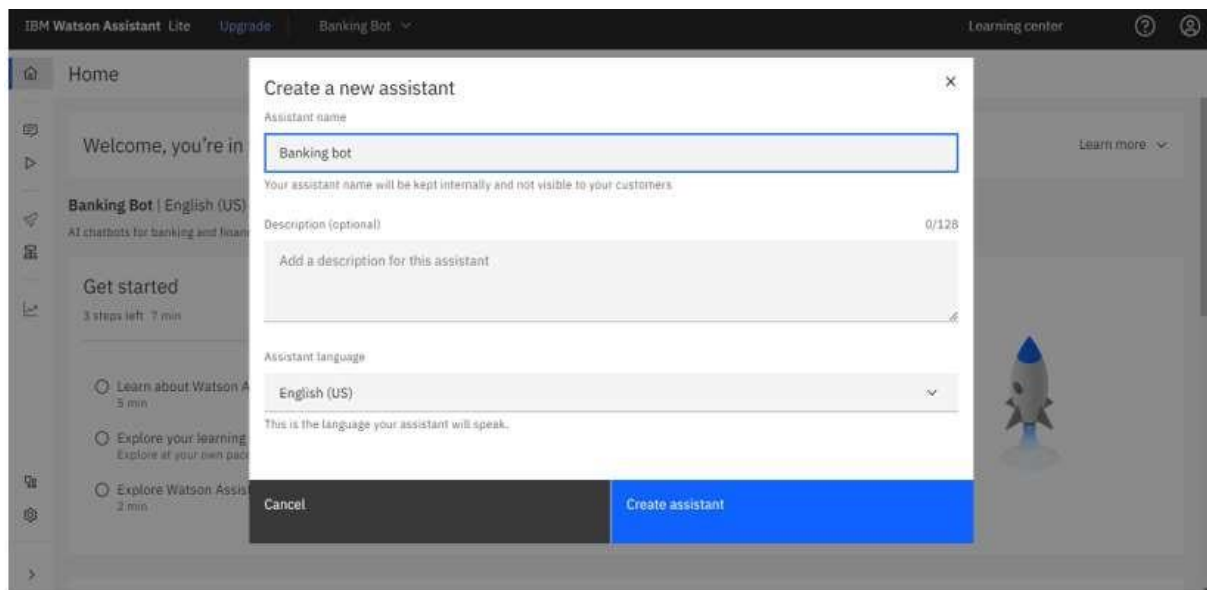 IBM Watson Assistant Lite Upgrade Banking Bot Learning center
Home
Welcome, you're in
Learn more
Banking Bot | English (US)
AI chatbots for banking and finan
Get started
3 steps left 7 min
Learn about Watson A
5 min
Explore your learning
Explore at your own pace
Explore Watson Assis
2 min
Create a new assistant
Assistant name
Banking bot
Your assistant name will be kept internally and not visible to your customers
Description (optional) 0/128
Add a description for this assistant
Assistant language
English (US)
This is the language your assistant will speak.
Cancel Create assistant